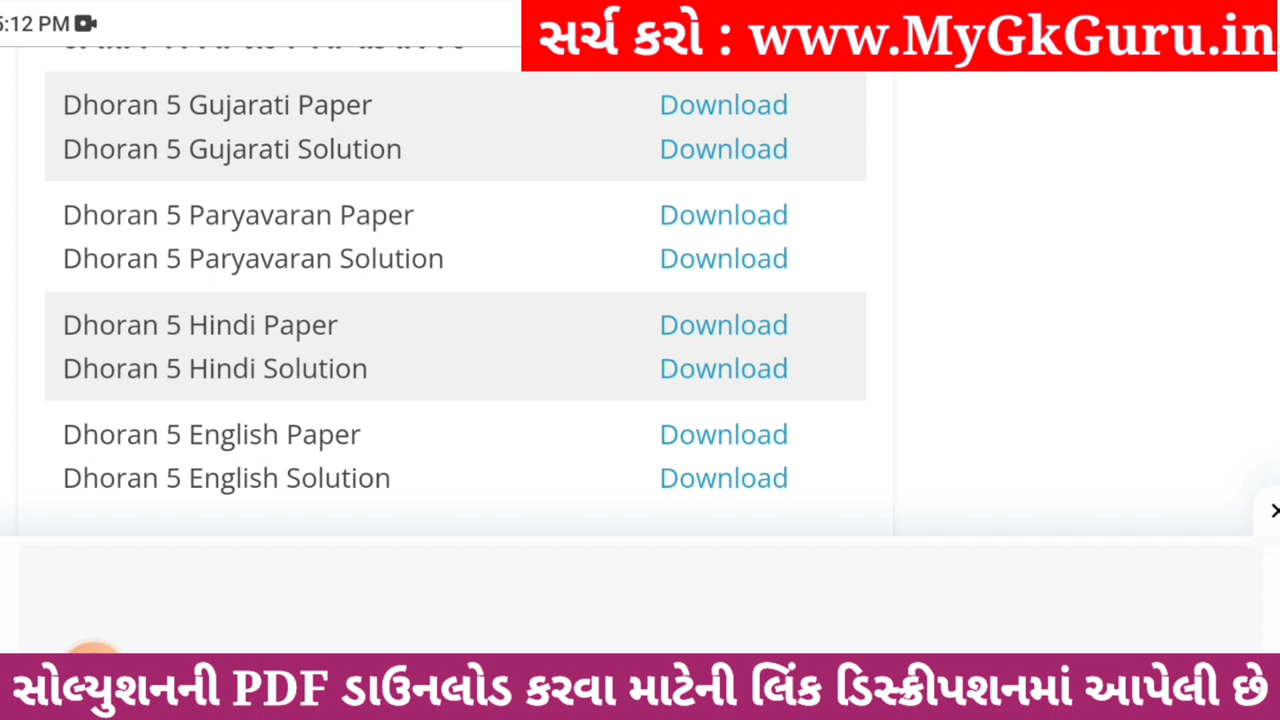 5:12 PM
સર્ચ કરો : www.MyGkGuru.in
Dhoran 5 Gujarati Paper Download
Dhoran 5 Gujarati Solution Download
Dhoran 5 Paryavaran Paper Download
Dhoran 5 Paryavaran Solution Download
Dhoran 5 Hindi Paper Download
Dhoran 5 Hindi Solution Download
Dhoran 5 English Paper Download
Dhoran 5 English Solution Download
સોલ્યુશનની PDF ડાઉનલોડ કરવા માટેની લિંક ડિસ્ક્રીપશનમાં આપેલી છે